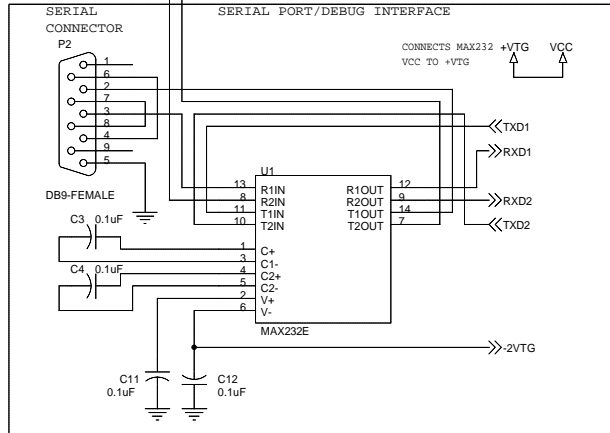 SERIAL CONNECTOR
SERIAL PORT/DEBUG INTERFACE
P2
CONNECTS MAX232 VCC TO +VTG
+VTG
VCC
1
6
2
7
3
8
4
9
5
DB9-FEMALE
TXD1
RXD1
RXD2
TXD2
U1
13 R1IN R1OUT 12
8 R2IN R2OUT 9
11 T1IN T1OUT 14
10 T2IN T2OUT 7
1 C+
3 C1-
4 C2+
5 C2-
2 V+
6 V-
MAX232E
C3 0.1uF
C4 0.1uF
-2VTG
C11
0.1uF
C12
0.1uF